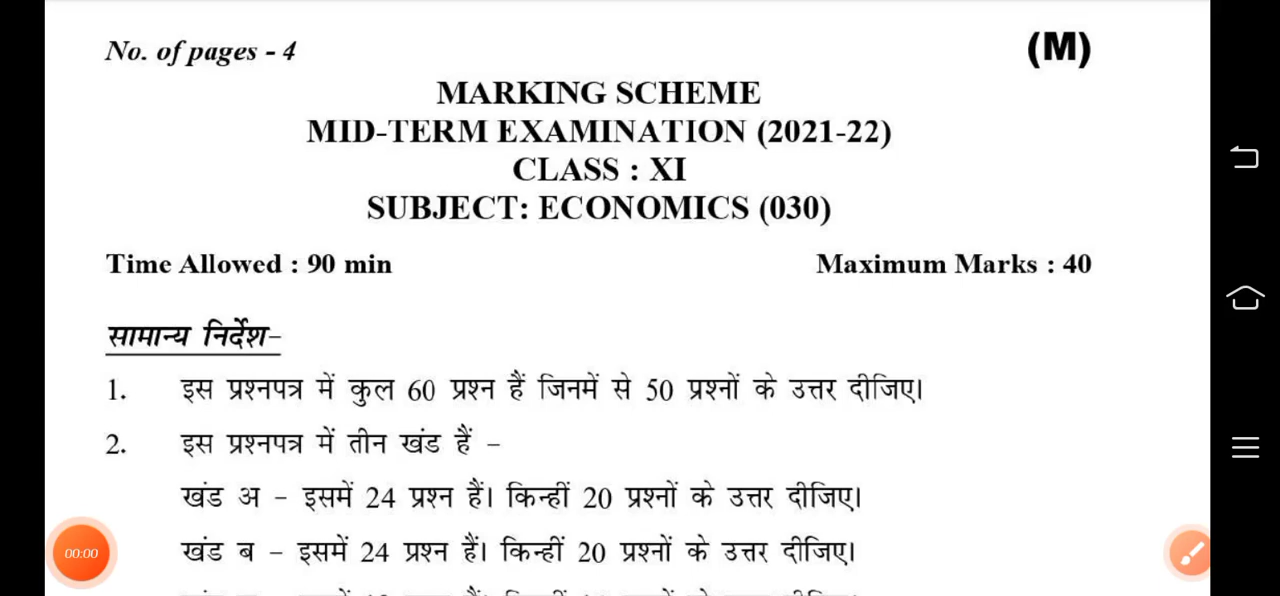 No. of pages - 4
(M)
MARKING SCHEME
MID-TERM EXAMINATION (2021-22)
CLASS : XI
SUBJECT: ECONOMICS (030)
Time Allowed : 90 min
Maximum Marks : 40
सामान्य निर्देश–
1. इस प्रश्नपत्र में कुल 60 प्रश्न हैं जिनमें से 50 प्रश्नों के उत्तर दीजिए।
2. इस प्रश्नपत्र में तीन खंड हैं –
खंड अ – इसमें 24 प्रश्न हैं। किन्हीं 20 प्रश्नों के उत्तर दीजिए।
खंड ब – इसमें 24 प्रश्न हैं। किन्हीं 20 प्रश्नों के उत्तर दीजिए।
00:00